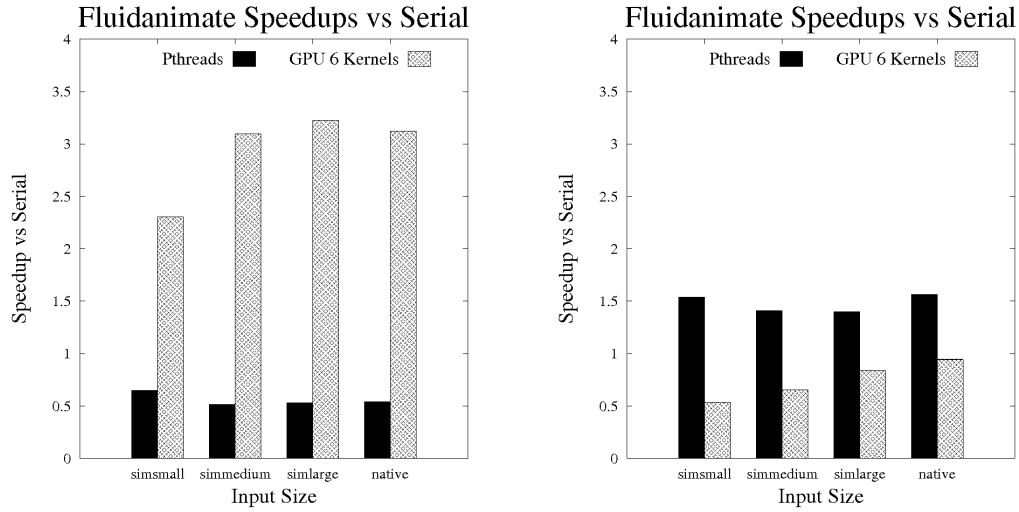 Fluidanimate Speedups vs Serial
Pthreads GPU 6 Kernels
4
3.5
3
2.5
2
1.5
1
0.5
0
Speedup vs Serial
simsmall simmedium simlarge native
Input Size
Fluidanimate Speedups vs Serial
Pthreads GPU 6 Kernels
4
3.5
3
2.5
2
1.5
1
0.5
0
Speedup vs Serial
simsmall simmedium simlarge native
Input Size